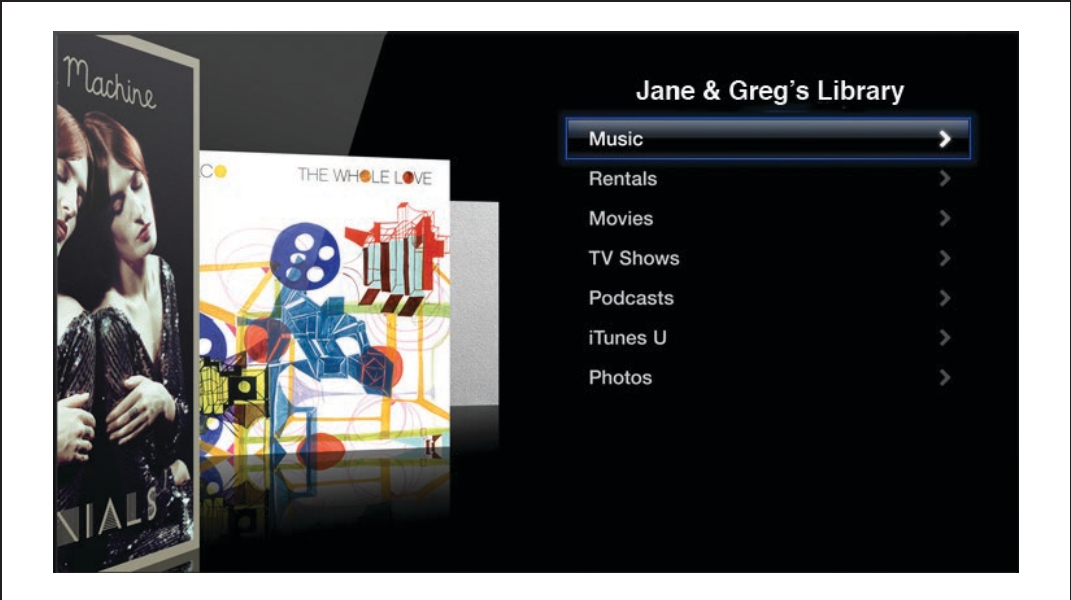 Machine
CO
THE WHOLE LOVE
NIALS
Jane & Greg's Library
Music
Rentals
Movies
TV Shows
Podcasts
iTunes U
Photos